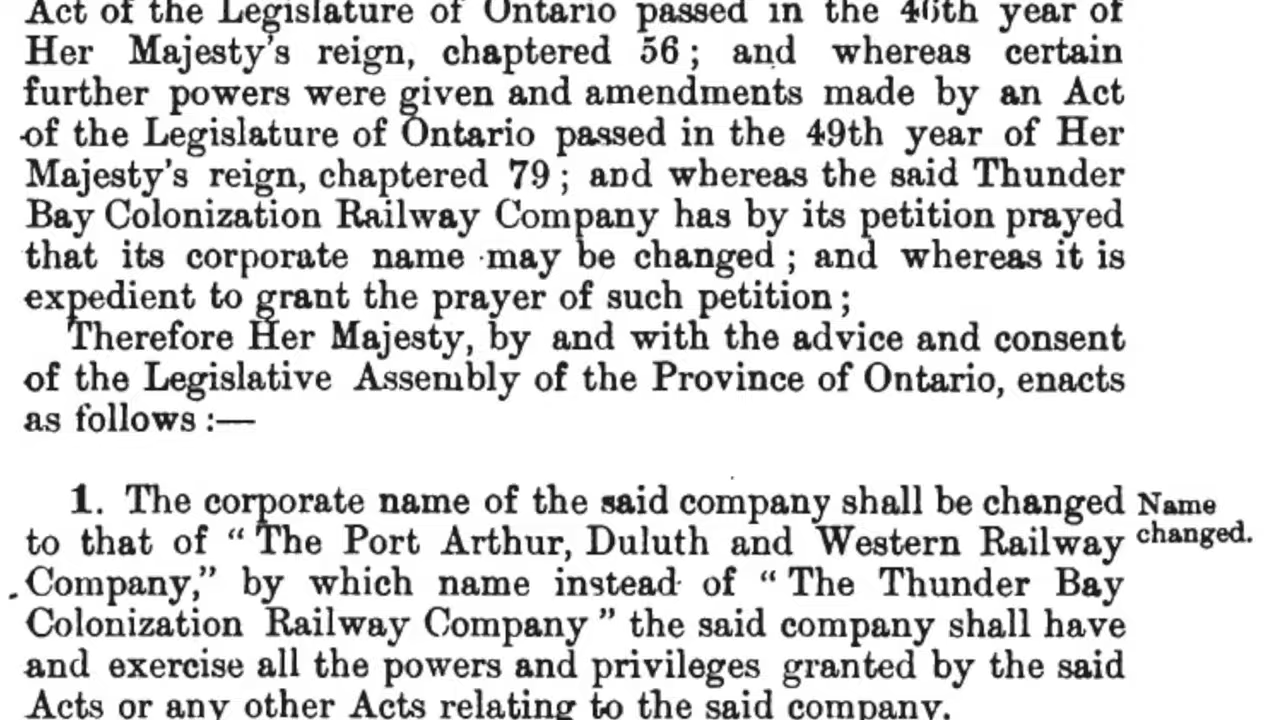 Act of the Legislature of Ontario passed in the 46th year of
Her Majesty's reign, chaptered 56 ; and whereas certain
further powers were given and amendments made by an Act
of the Legislature of Ontario passed in the 49th year of Her
Majesty's reign, chaptered 79 ; and whereas the said Thunder
Bay Colonization Railway Company has by its petition prayed
that its corporate name may be changed ; and whereas it is
expedient to grant the prayer of such petition ;
Therefore Her Majesty, by and with the advice and consent
of the Legislative Assembly of the Province of Ontario, enacts
as follows :—
1. The corporate name of the said company shall be changed
to that of " The Port Arthur, Duluth and Western Railway
Company," by which name instead of " The Thunder Bay
Colonization Railway Company " the said company shall have
and exercise all the powers and privileges granted by the said
Acts or any other Acts relating to the said company.
Name
changed.